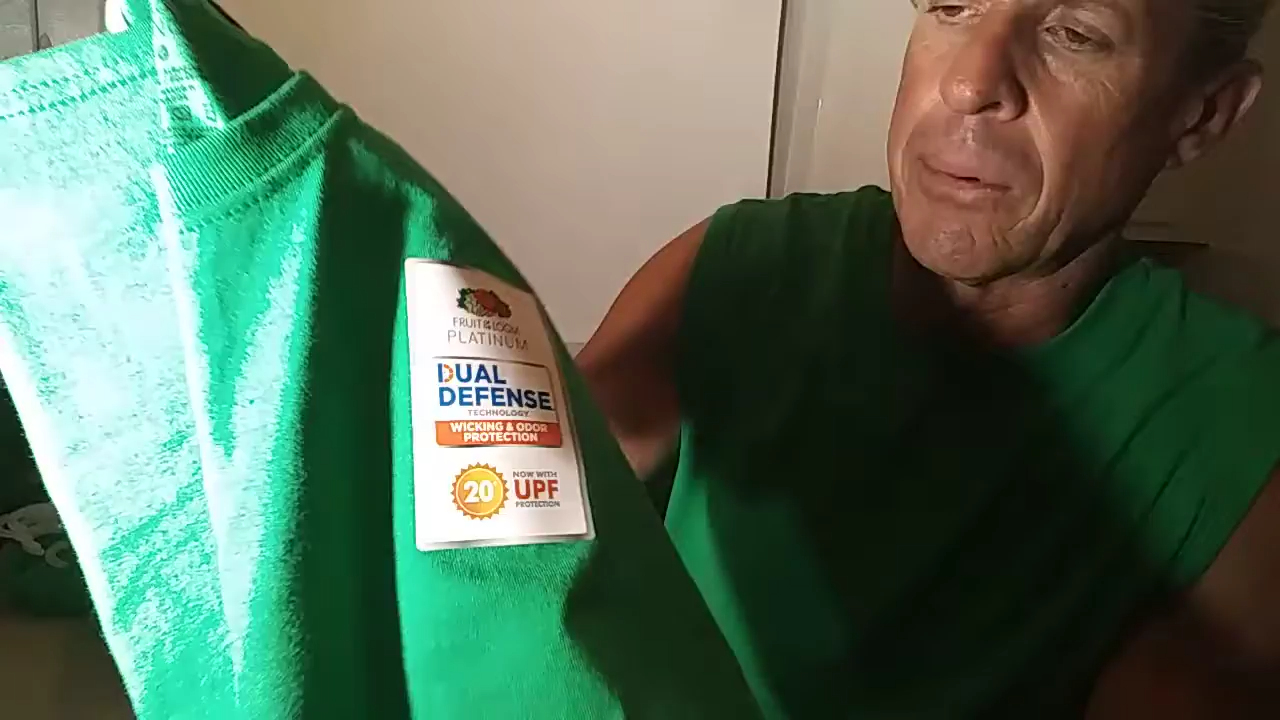 FRUIT OF THE LOOM
PLATINUM
DUAL
DEFENSE
TECHNOLOGY
WICKING & ODOR
PROTECTION
20
NOW WITH
UPF
PROTECTION